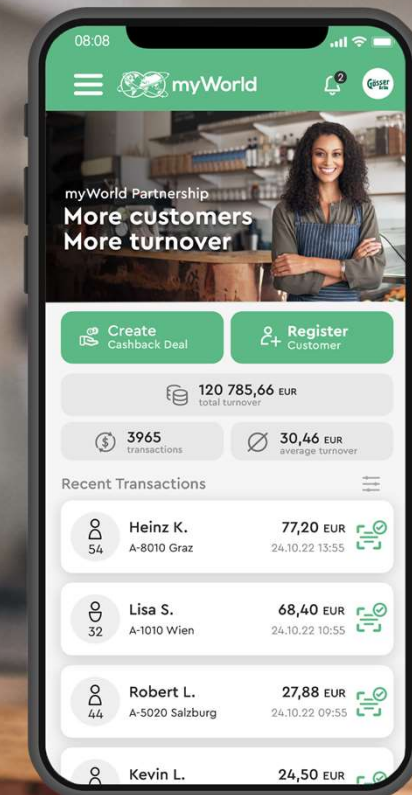 08:08
myWorld
2
Gösser
Bräu
myWorld Partnership
More customers
More turnover
Create
Cashback Deal
Register
Customer
120 785,66 EUR
total turnover
3965
transactions
30,46 EUR
average turnover
Recent Transactions
Heinz K.
77,20 EUR
54
A-8010 Graz
24.10.22 13:55
Lisa S.
68,40 EUR
32
A-1010 Wien
24.10.22 10:55
Robert L.
27,88 EUR
44
A-5020 Salzburg
24.10.22 09:55
Kevin L.
24,50 EUR